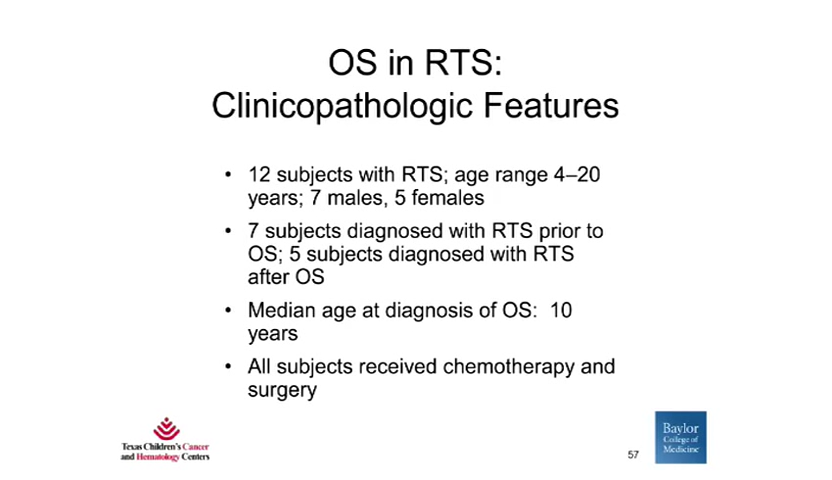 OS in RTS:
Clinicopathologic Features
• 12 subjects with RTS; age range 4–20
years; 7 males, 5 females
• 7 subjects diagnosed with RTS prior to
OS; 5 subjects diagnosed with RTS
after OS
• Median age at diagnosis of OS:  10
years
• All subjects received chemotherapy and
surgery
Texas Children's Cancer
and Hematology Centers
57
Baylor
College of
Medicine